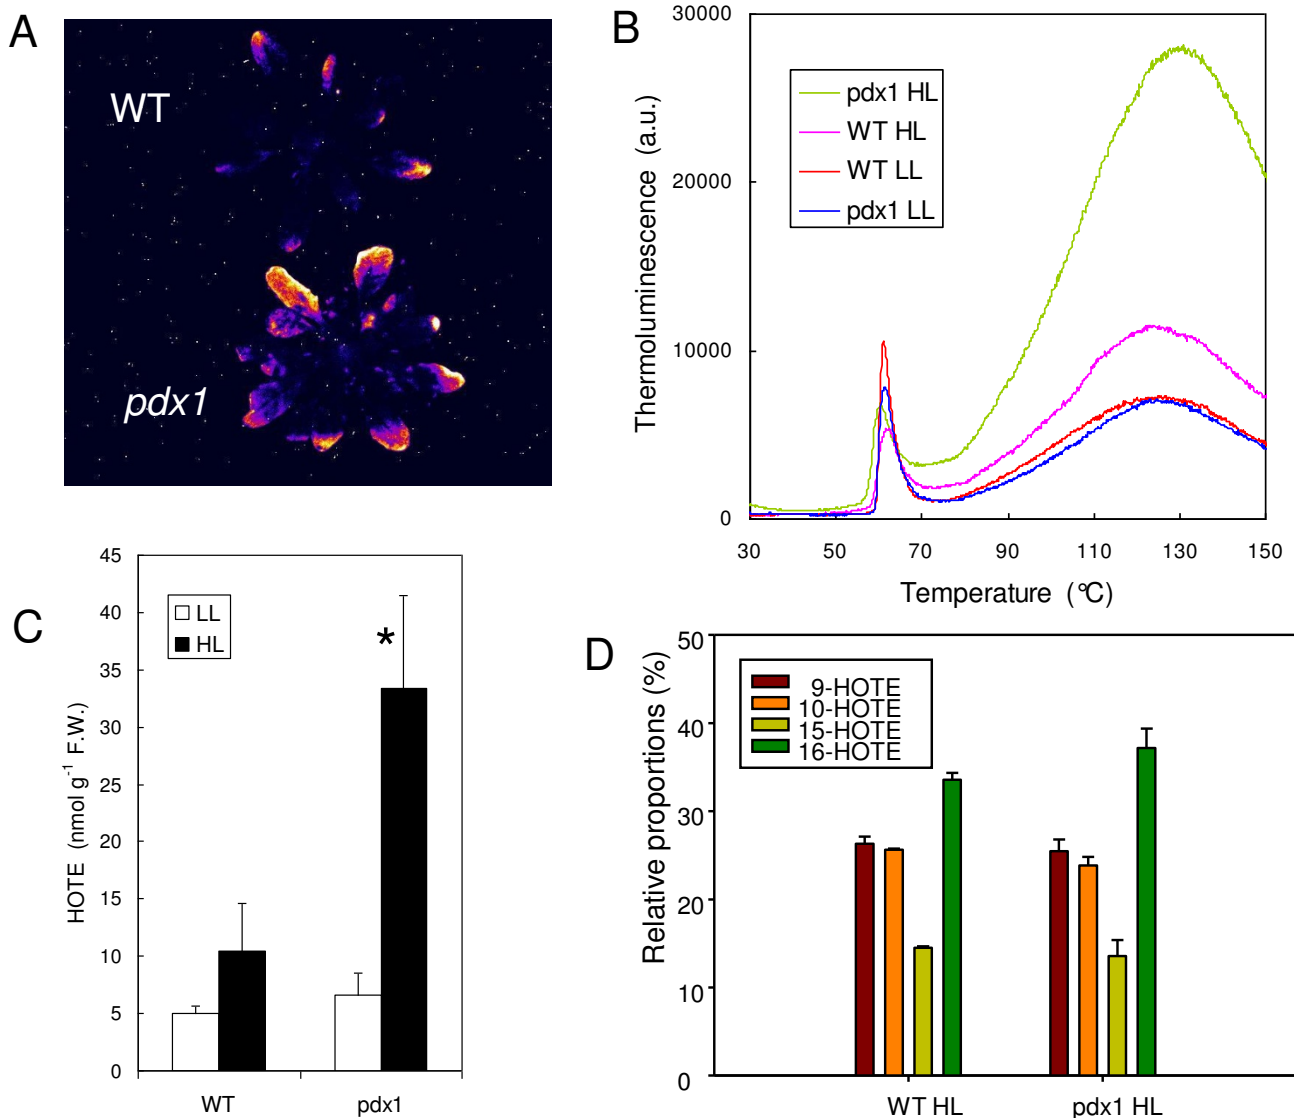 A
WT
pdx1
B
Thermoluminescence (a.u.)
30000
20000
10000
0
pdx1 HL
WT HL
WT LL
pdx1 LL
30 50 70 90 110 130 150
Temperature (°C)
C
HOTE (nmol g⁻¹ F.W.)
45
40
35
30
25
20
15
10
5
0
LL
HL
*
WT pdx1
D
Relative proportions (%)
50
40
30
20
10
0
9-HOTE
10-HOTE
15-HOTE
16-HOTE
WT HL pdx1 HL